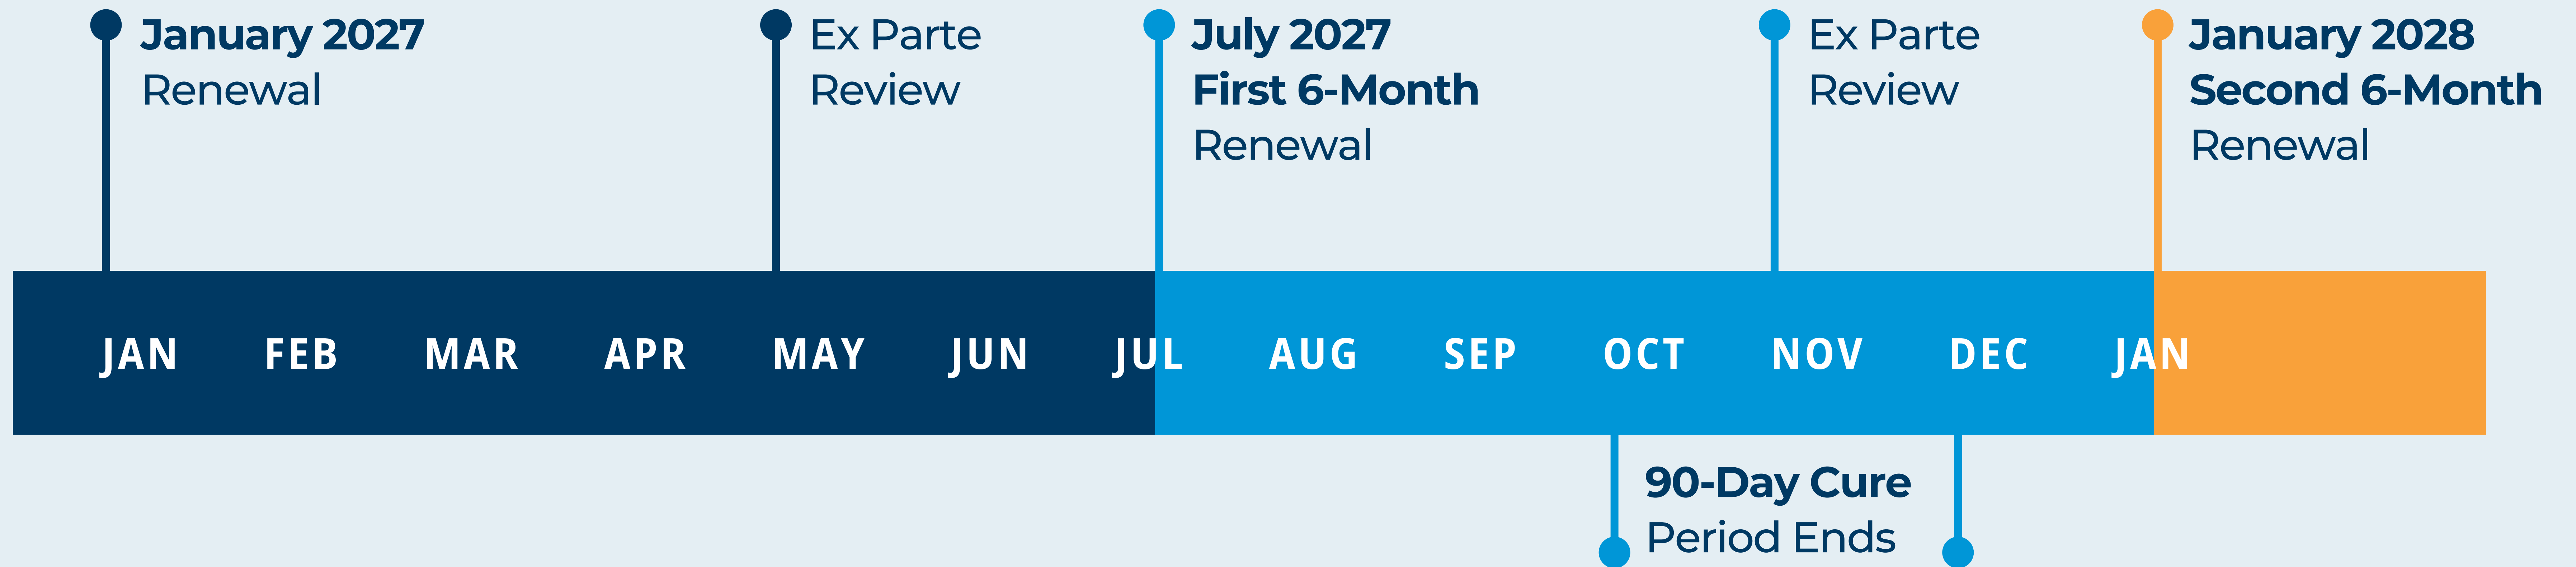 January 2027
Renewal
Ex Parte
Review
July 2027
First 6-Month
Renewal
Ex Parte
Review
January 2028
Second 6-Month
Renewal
JAN FEB MAR APR MAY JUN JUL AUG SEP OCT NOV DEC JAN
90-Day Cure
Period Ends